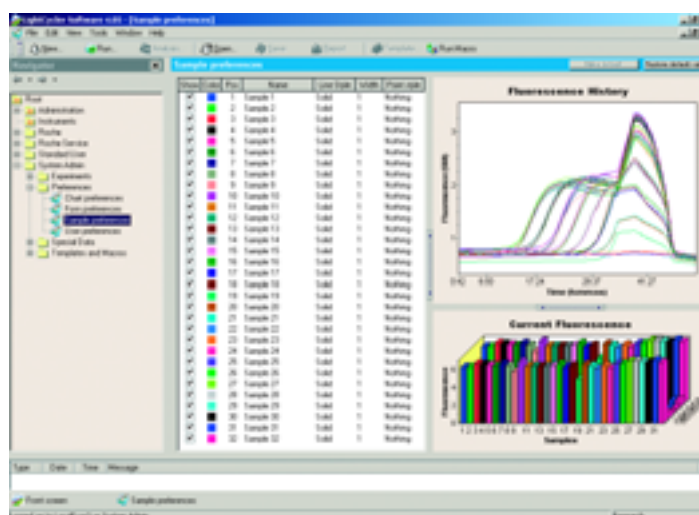 LightCycler Software 4.05 - [Sample preferences]
File Edit View Tools Window Help
New... Run... Open... Save Export Template Run Macro
Navigator
Sample preferences
Root
Administration
Instruments
Roche
Roche Service
Standard User
System Admin
Experiments
Preferences
Chart preferences
Sample preferences
User preferences
Special Data
Templates and Macros
Show Color Pos Name Line Style Width Point style
1 Sample 1 Solid 1 Nothing
2 Sample 2 Solid 1 Nothing
3 Sample 3 Solid 1 Nothing
4 Sample 4 Solid 1 Nothing
5 Sample 5 Solid 1 Nothing
6 Sample 6 Solid 1 Nothing
7 Sample 7 Solid 1 Nothing
8 Sample 8 Solid 1 Nothing
9 Sample 9 Solid 1 Nothing
10 Sample 10 Solid 1 Nothing
11 Sample 11 Solid 1 Nothing
12 Sample 12 Solid 1 Nothing
13 Sample 13 Solid 1 Nothing
14 Sample 14 Solid 1 Nothing
15 Sample 15 Solid 1 Nothing
16 Sample 16 Solid 1 Nothing
17 Sample 17 Solid 1 Nothing
18 Sample 18 Solid 1 Nothing
19 Sample 19 Solid 1 Nothing
20 Sample 20 Solid 1 Nothing
21 Sample 21 Solid 1 Nothing
22 Sample 22 Solid 1 Nothing
23 Sample 23 Solid 1 Nothing
24 Sample 24 Solid 1 Nothing
25 Sample 25 Solid 1 Nothing
26 Sample 26 Solid 1 Nothing
27 Sample 27 Solid 1 Nothing
28 Sample 28 Solid 1 Nothing
29 Sample 29 Solid 1 Nothing
30 Sample 30 Solid 1 Nothing
31 Sample 31 Solid 1 Nothing
32 Sample 32 Solid 1 Nothing
Fluorescence History
Time
Current Fluorescence
Fluorescence
Samples
Type Date Time Message
Front screen Sample preferences